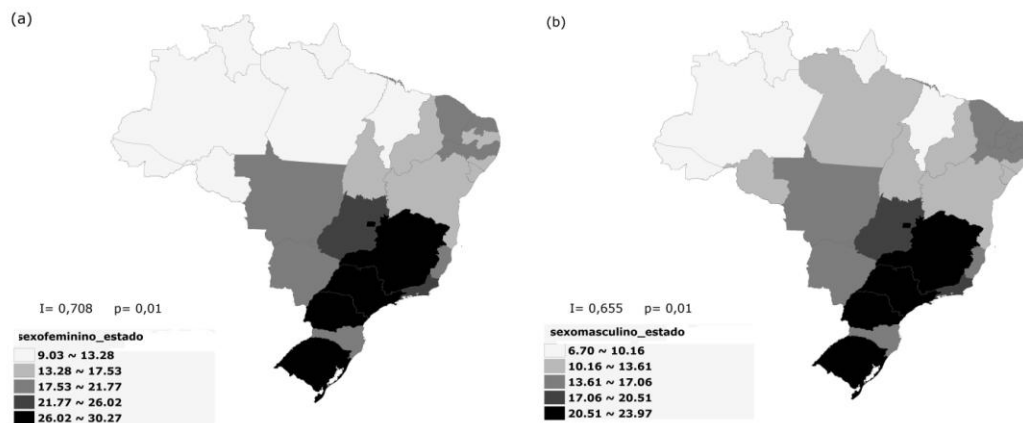 (a)
I= 0,708 p= 0,01
sexofeminino_estado
9.03 ~ 13.28
13.28 ~ 17.53
17.53 ~ 21.77
21.77 ~ 26.02
26.02 ~ 30.27
(b)
I= 0,655 p= 0,01
sexomasculino_estado
6.70 ~ 10.16
10.16 ~ 13.61
13.61 ~ 17.06
17.06 ~ 20.51
20.51 ~ 23.97